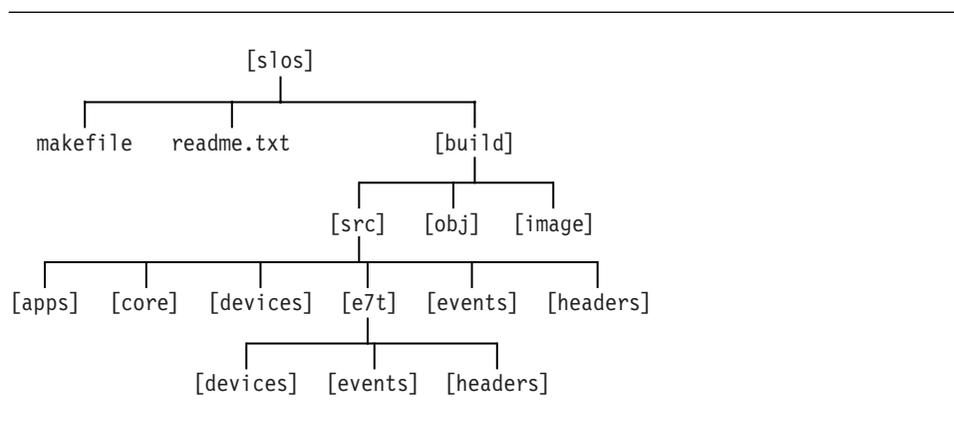 [slos]
makefile readme.txt [build]
[src] [obj] [image]
[apps] [core] [devices] [e7t] [events] [headers]
[devices] [events] [headers]